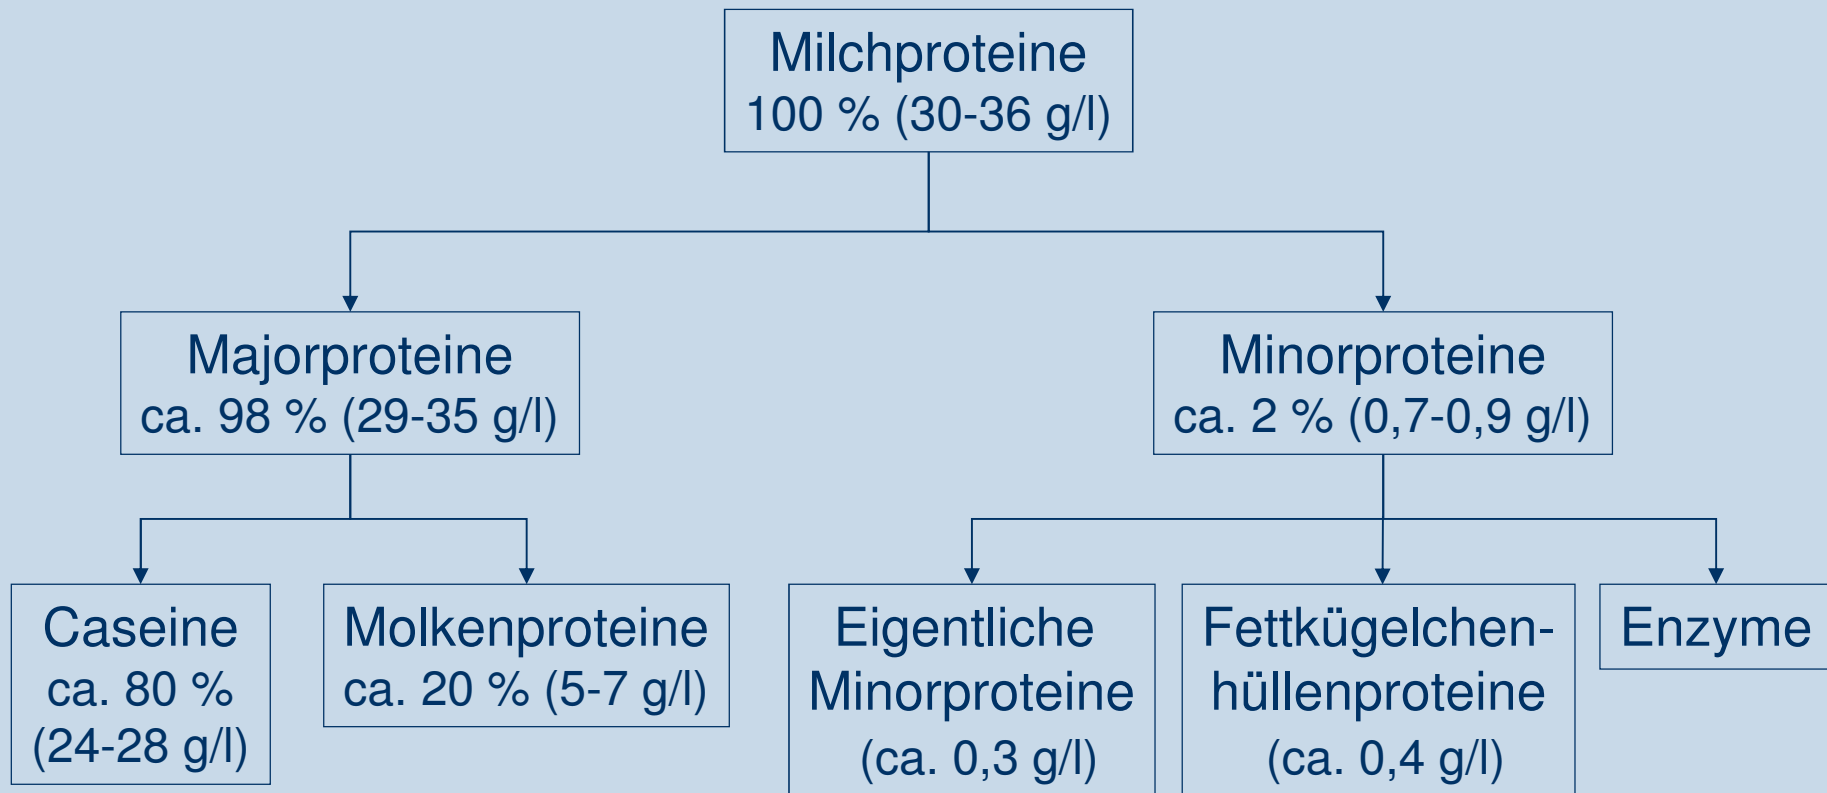 Milchproteine
100 % (30-36 g/l)
Majorproteine
ca. 98 % (29-35 g/l)
Minorproteine
ca. 2 % (0,7-0,9 g/l)
Caseine
ca. 80 %
(24-28 g/l)
Molkenproteine
ca. 20 % (5-7 g/l)
Eigentliche
Minorproteine
(ca. 0,3 g/l)
Fettkügelchen-
hüllenproteine
(ca. 0,4 g/l)
Enzyme